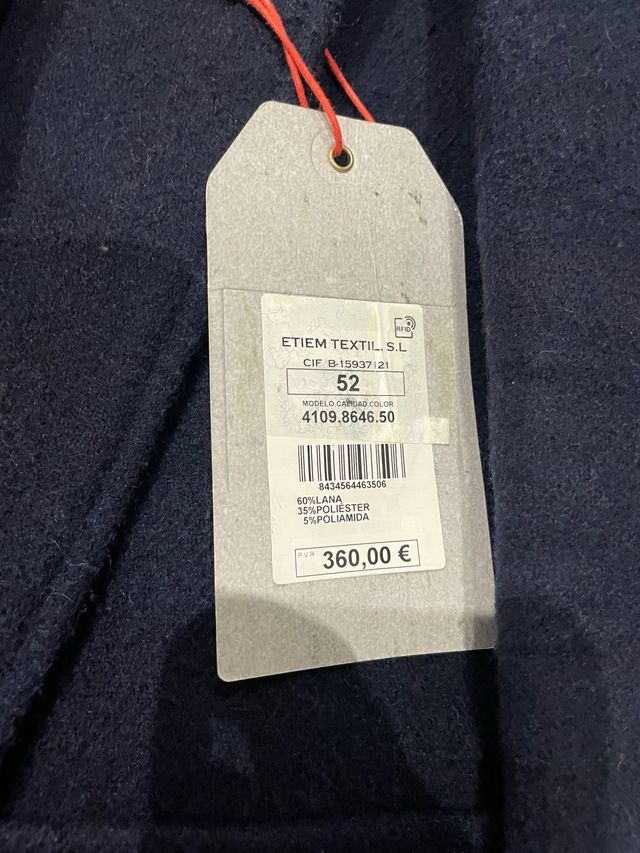 RFID
ETIEM TEXTIL. S.L
CIF B-15937121
52
MODELO.CALIDAD.COLOR
4109.8646.50
8434564463506
60%LANA
35%POLIESTER
5%POLIAMIDA
PVR 360,00 €